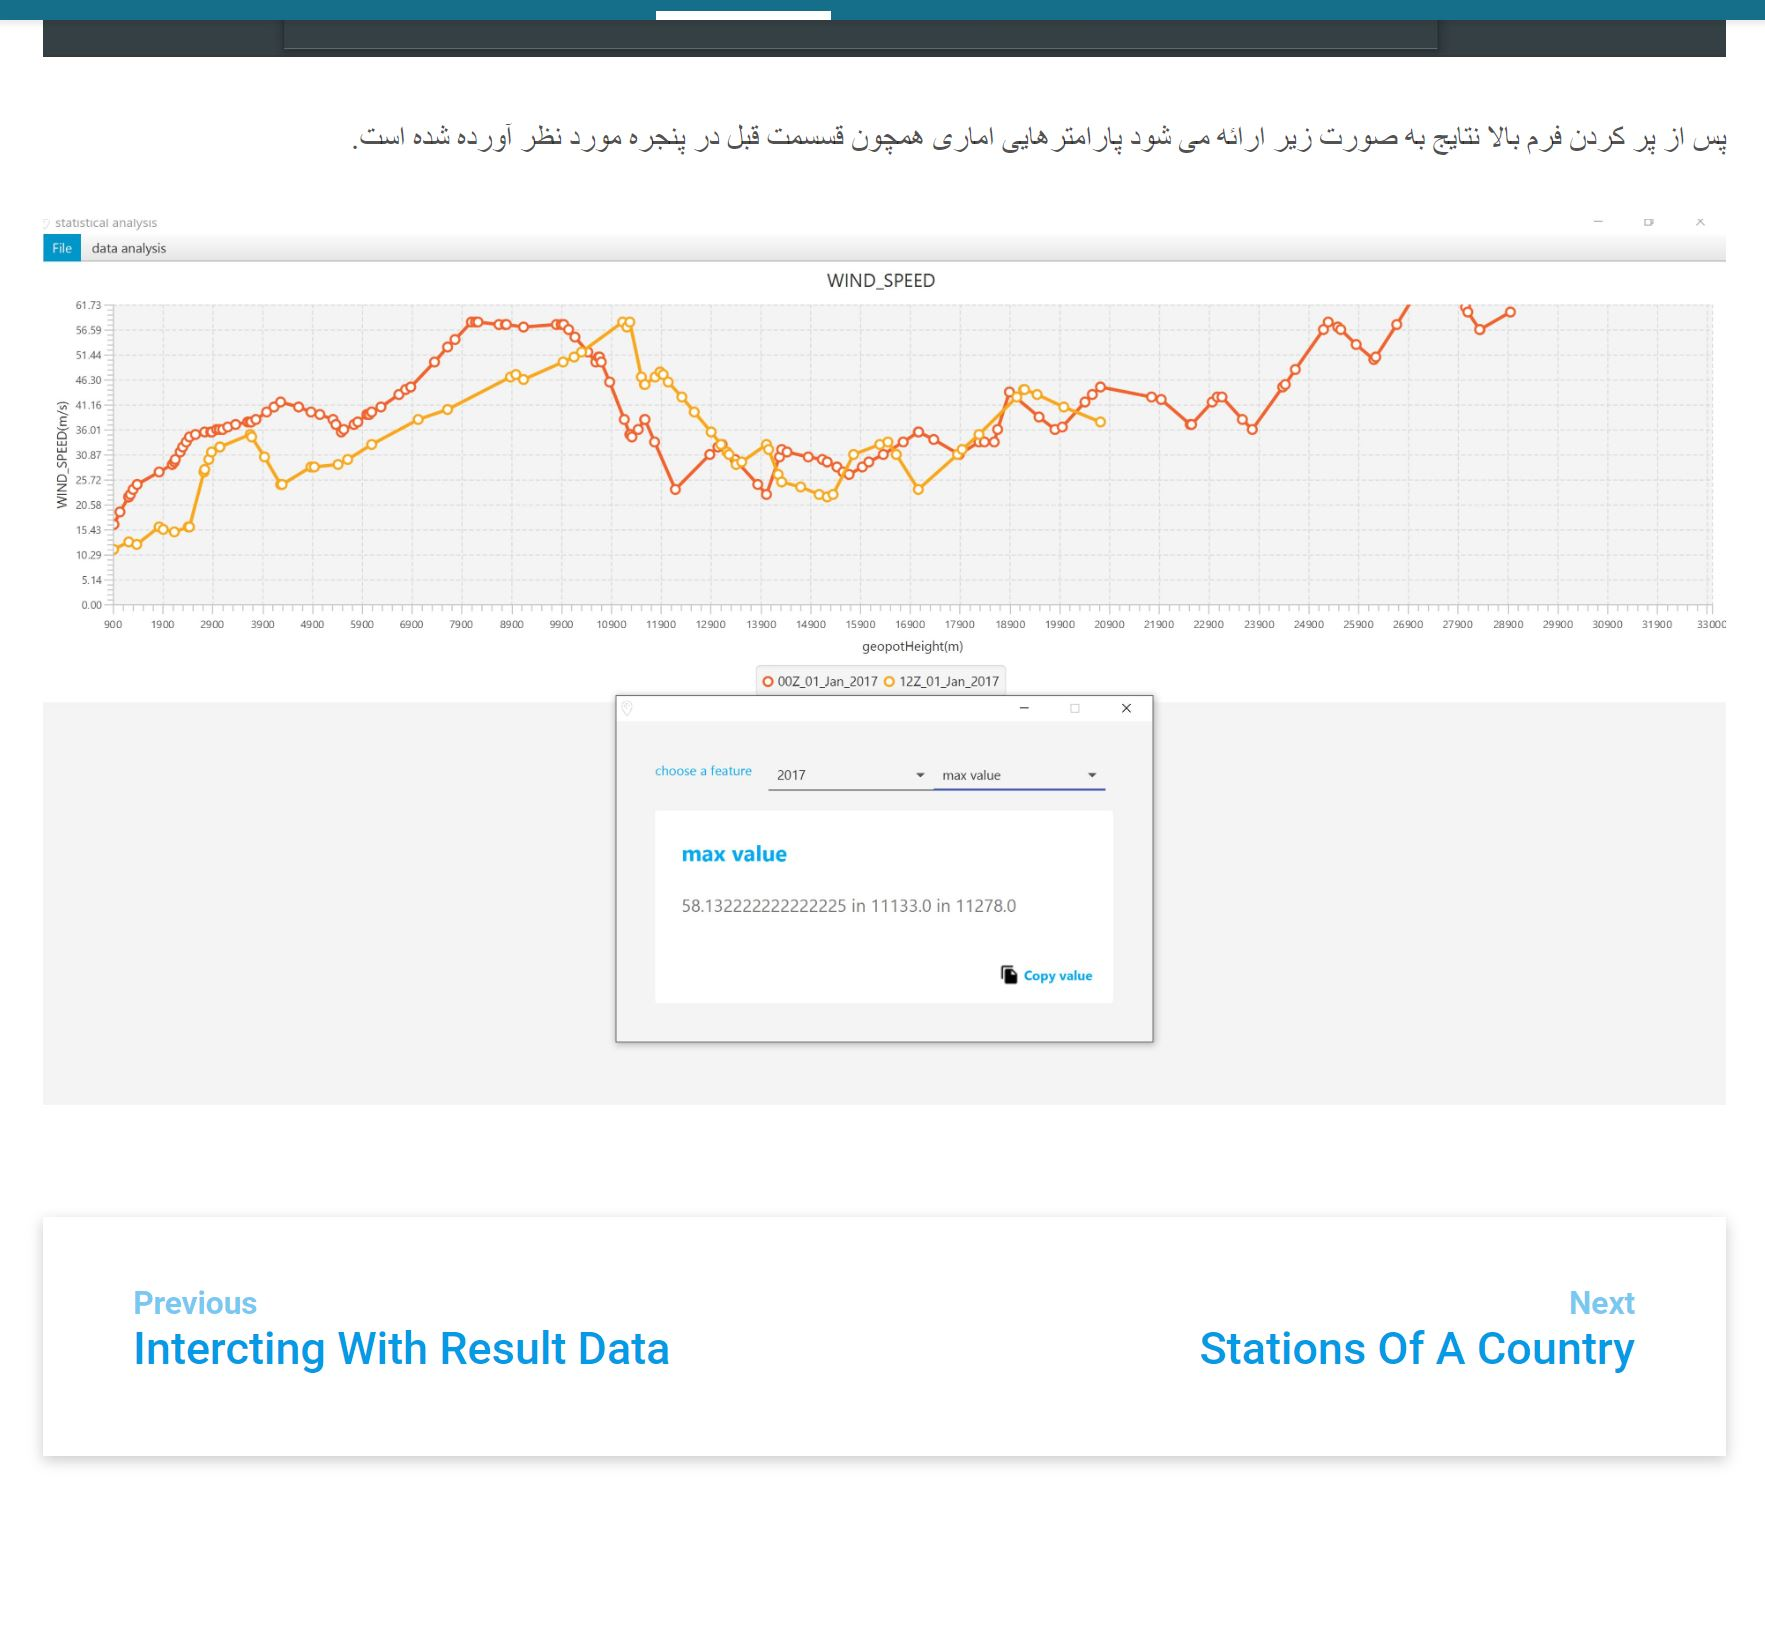 پس از پر کردن فرم بالا نتایج به صورت زیر ارائه می شود پارامترهایی اماری همچون قسسمت قبل در پنجره مورد نظر آورده شده است.
statistical analysis
File data analysis
WIND_SPEED
61.73
56.59
51.44
46.30
41.16
36.01
30.87
25.72
20.58
15.43
10.29
5.14
0.00
WIND_SPEED(m/s)
900 1900 2900 3900 4900 5900 6900 7900 8900 9900 10900 11900 12900 13900 14900 15900 16900 17900 18900 19900 20900 21900 22900 23900 24900 25900 26900 27900 28900 29900 30900 31900 33000
geopotHeight(m)
00Z_01_Jan_2017 12Z_01_Jan_2017
choose a feature 2017 max value
max value
58.132222222222225 in 11133.0 in 11278.0
Copy value
Previous
Intercting With Result Data
Next
Stations Of A Country